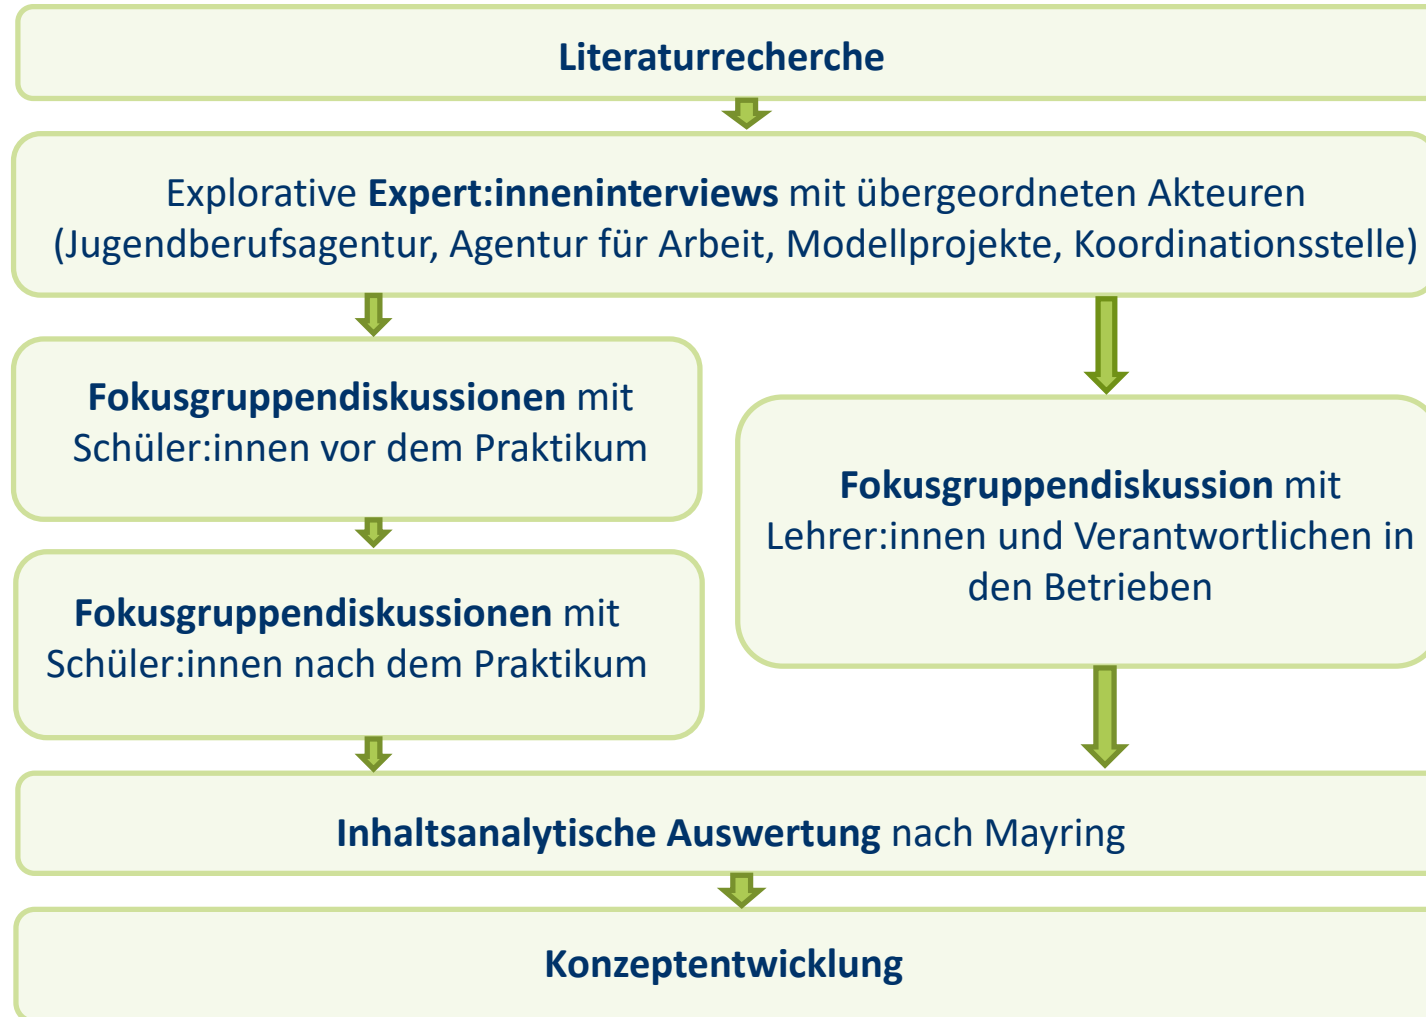 Literaturrecherche
Explorative Expert:inneninterviews mit übergeordneten Akteuren
(Jugendberufsagentur, Agentur für Arbeit, Modellprojekte, Koordinationsstelle)
Fokusgruppendiskussionen mit
Schüler:innen vor dem Praktikum
Fokusgruppendiskussionen mit
Schüler:innen nach dem Praktikum
Fokusgruppendiskussion mit
Lehrer:innen und Verantwortlichen in
den Betrieben
Inhaltsanalytische Auswertung nach Mayring
Konzeptentwicklung